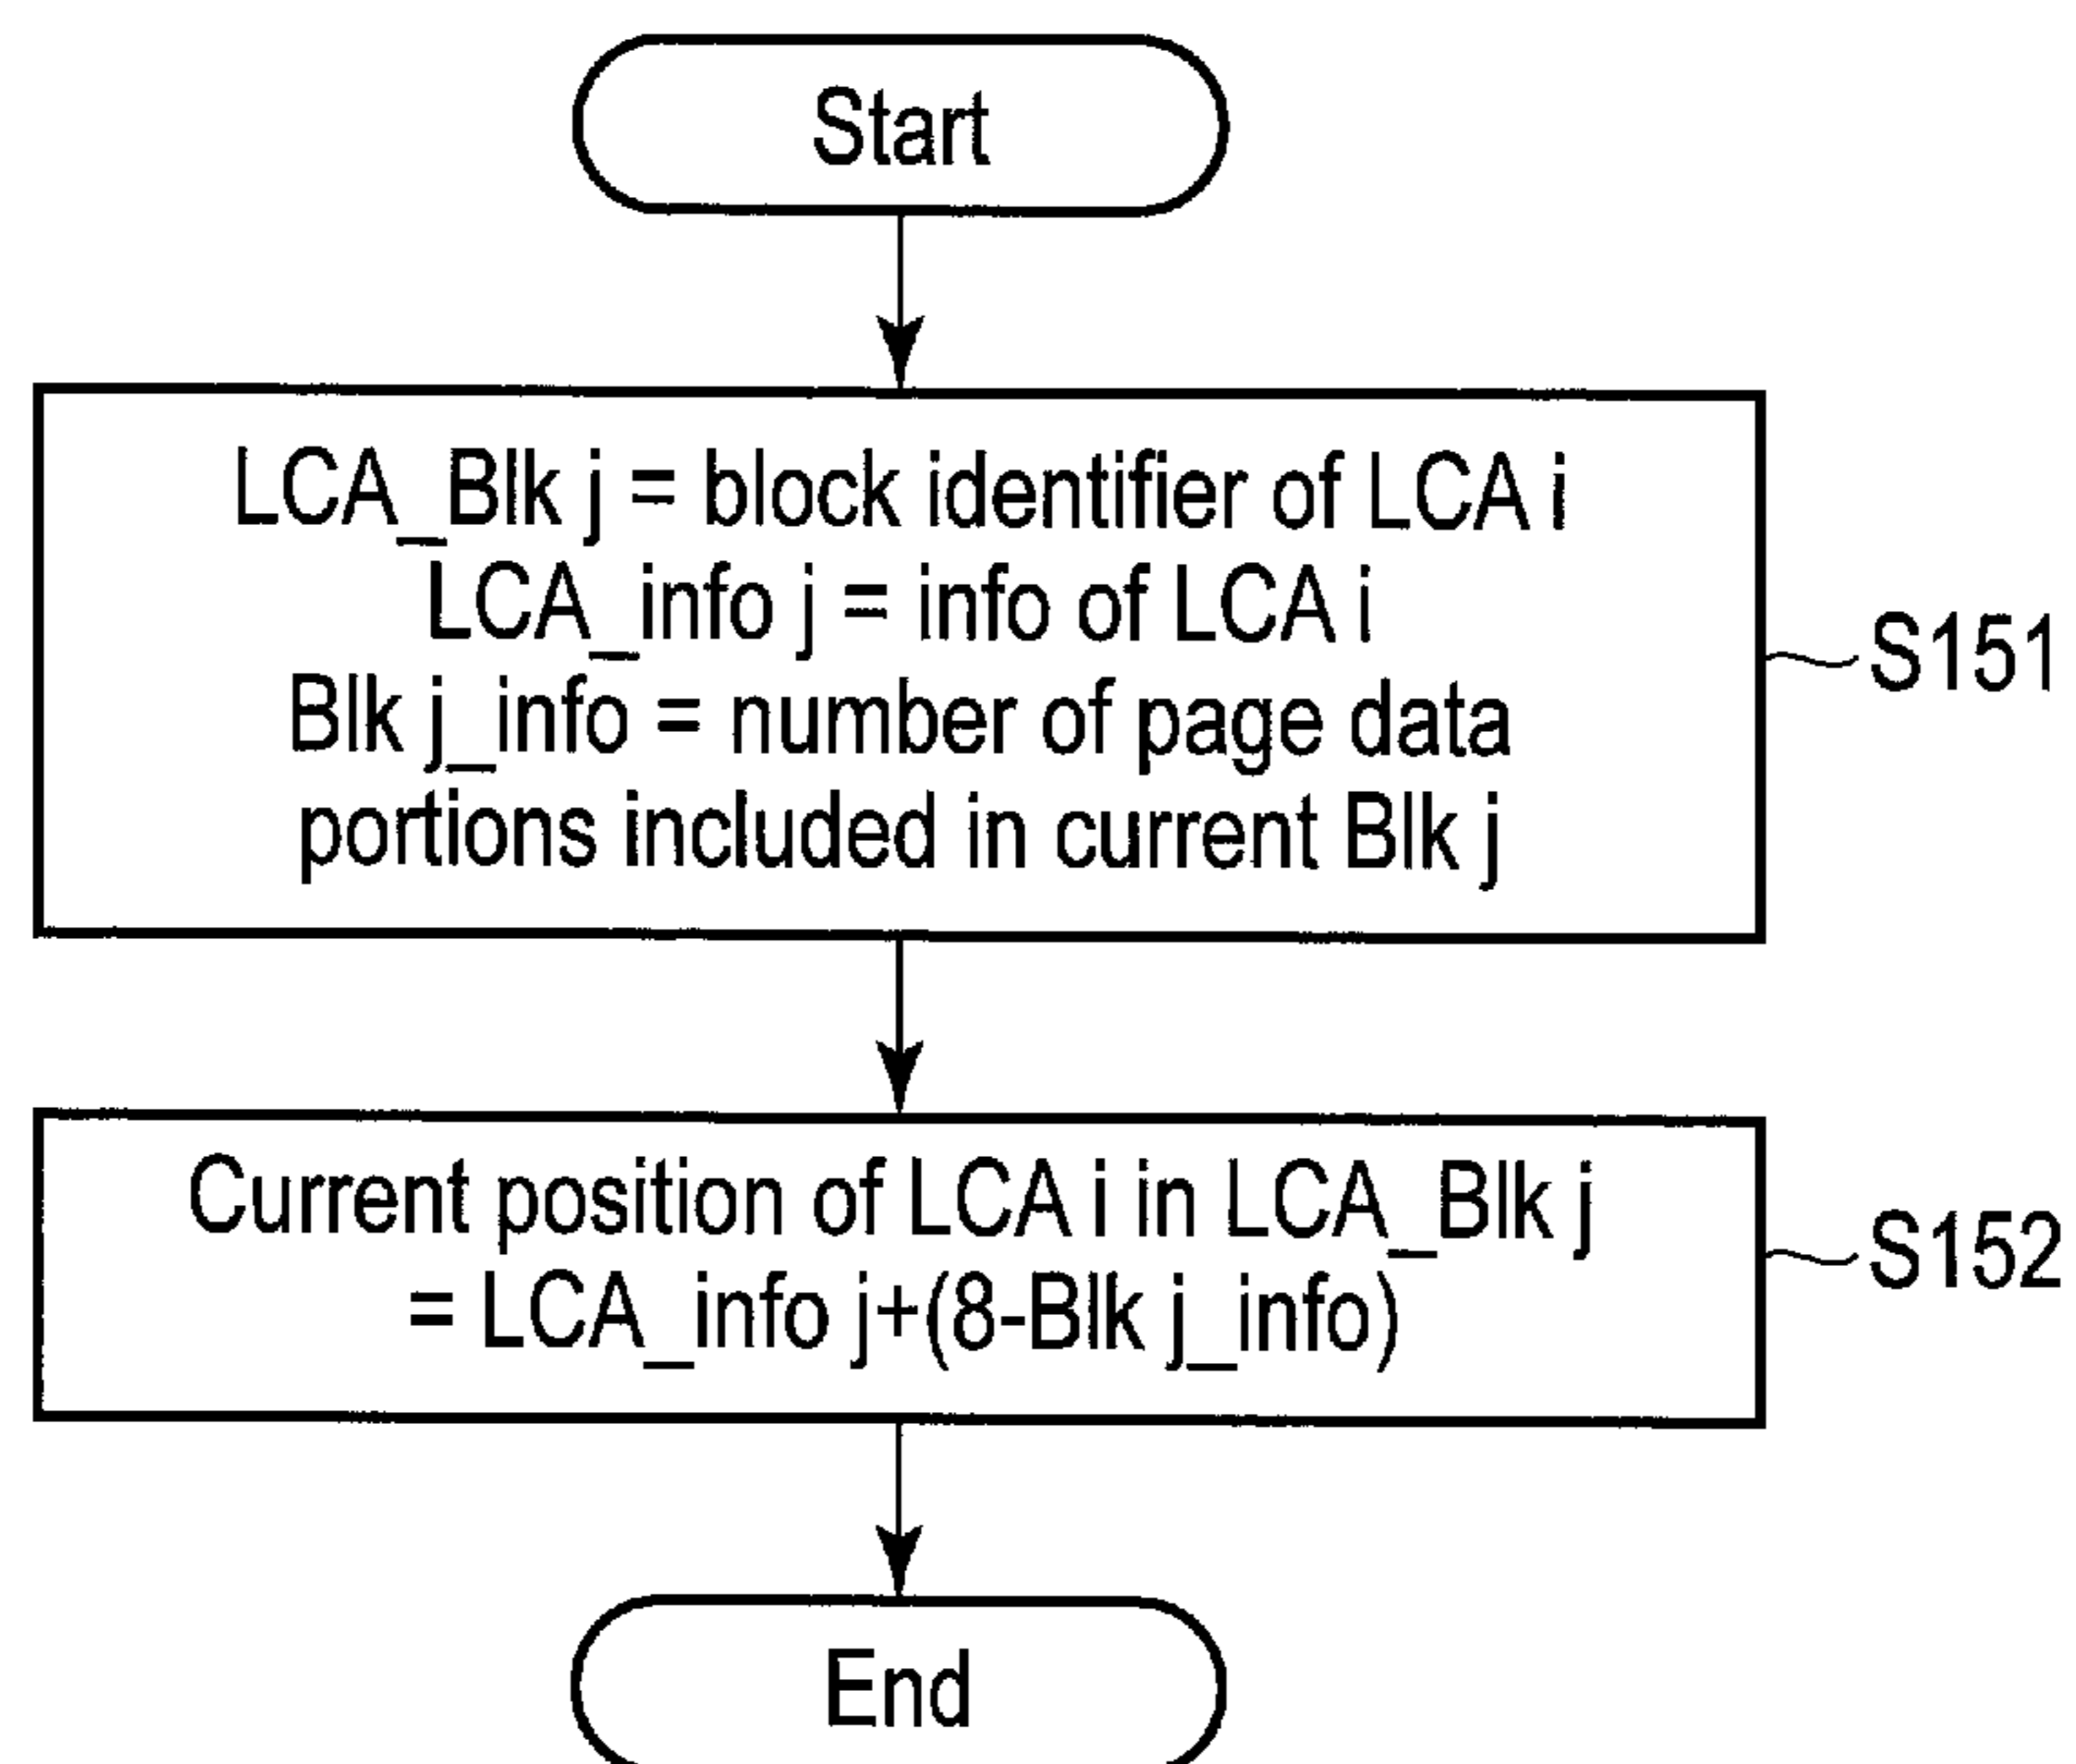 Start
LCA_Blk j = block identifier of LCA i
LCA_info j = info of LCA i
Blk j_info = number of page data
portions included in current Blk j
S151
Current position of LCA i in LCA_Blk j
= LCA_info j+(8-Blk j_info)
S152
End